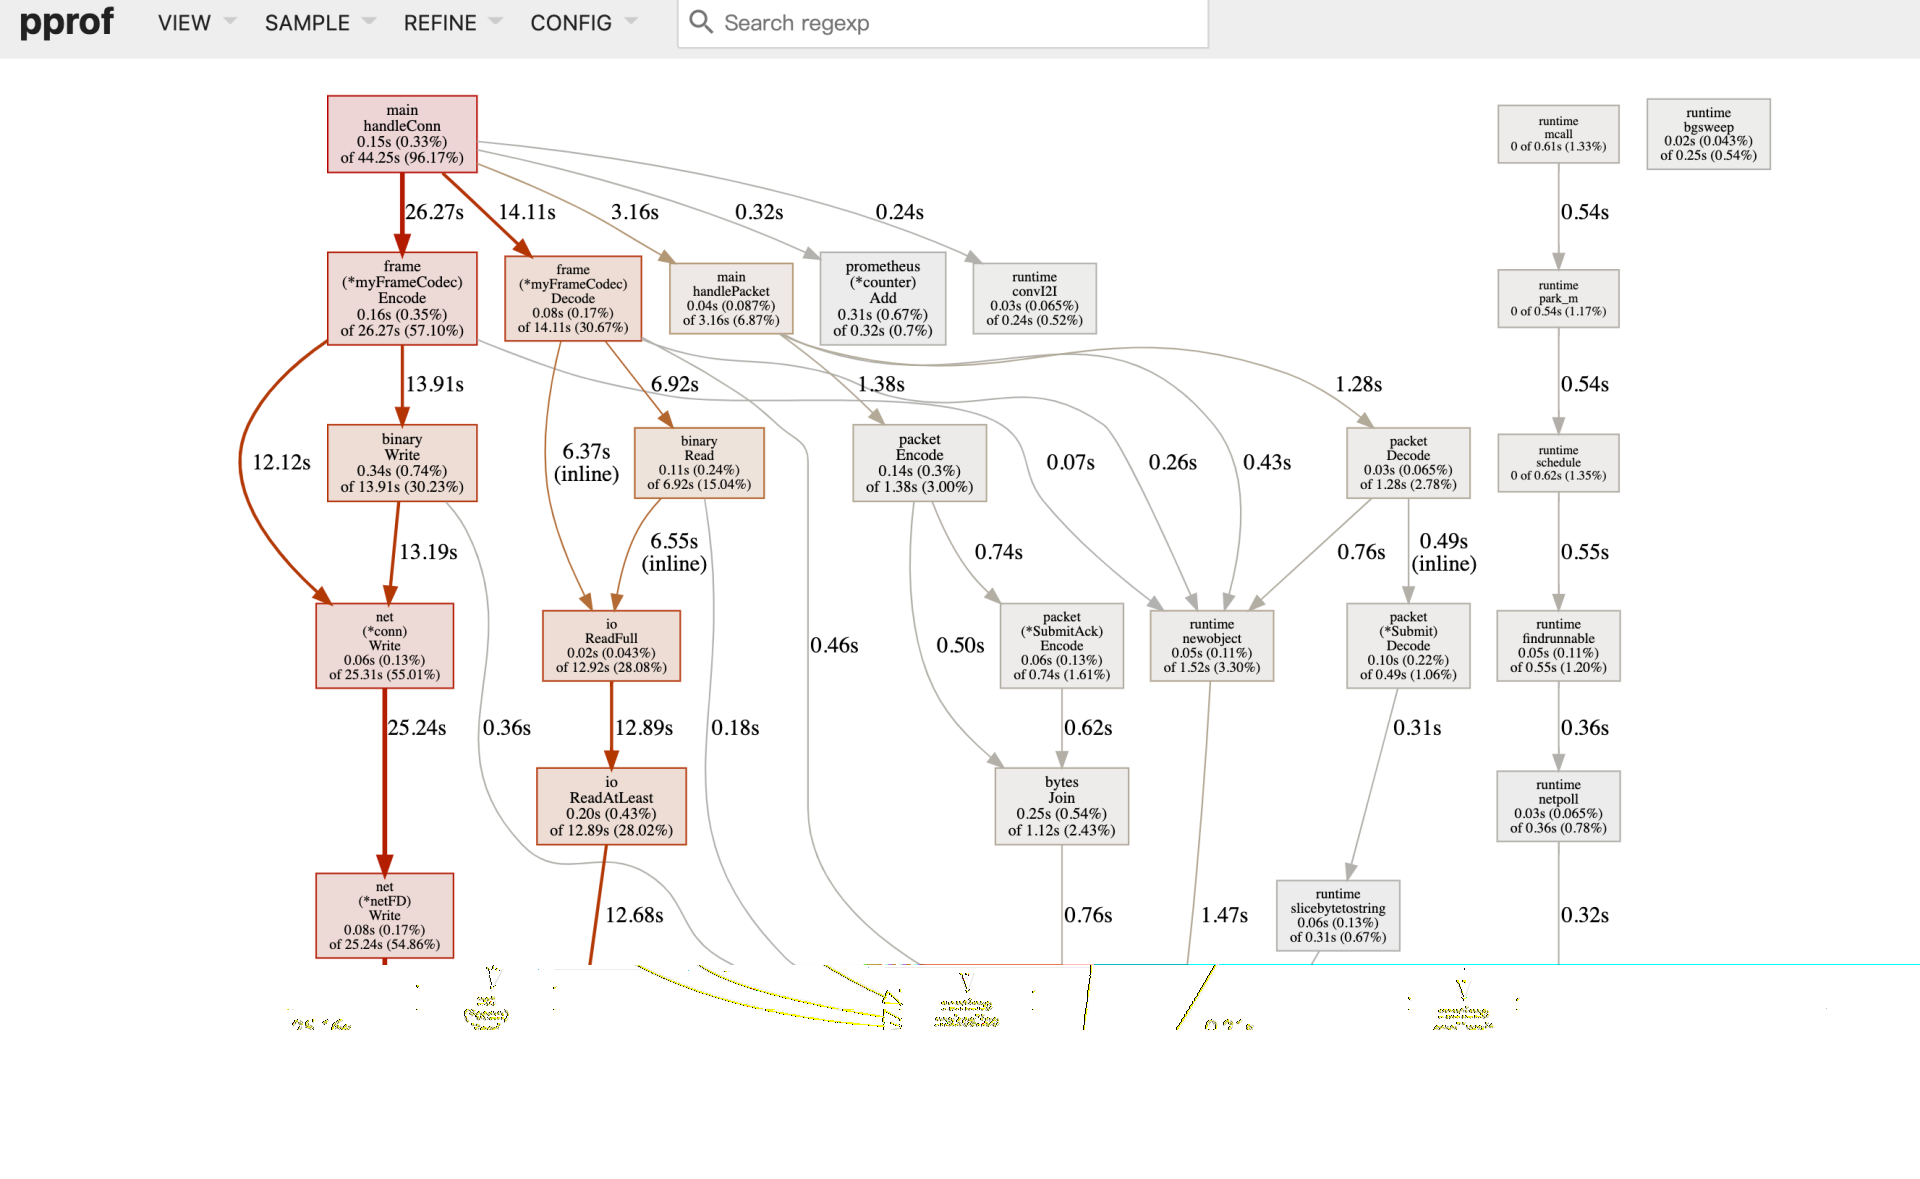 pprof
VIEW
SAMPLE
REFINE
CONFIG
Search regexp
main
handleConn
0.15s (0.33%)
of 44.25s (96.17%)
runtime
mcall
0 of 0.61s (1.33%)
runtime
bgsweep
0.02s (0.043%)
of 0.25s (0.54%)
26.27s
14.11s
3.16s
0.32s
0.24s
0.54s
frame
(*myFrameCodec)
Encode
0.16s (0.35%)
of 26.27s (57.10%)
frame
(*myFrameCodec)
Decode
0.08s (0.17%)
of 14.11s (30.67%)
main
handlePacket
0.04s (0.087%)
of 3.16s (6.87%)
prometheus
(*counter)
Add
0.31s (0.67%)
of 0.32s (0.7%)
runtime
convI2I
0.03s (0.065%)
of 0.24s (0.52%)
runtime
park_m
0 of 0.54s (1.17%)
13.91s
6.92s
1.38s
1.28s
0.54s
12.12s
binary
Write
0.34s (0.74%)
of 13.91s (30.23%)
6.37s
(inline)
binary
Read
0.11s (0.24%)
of 6.92s (15.04%)
packet
Encode
0.14s (0.3%)
of 1.38s (3.00%)
0.07s
0.26s
0.43s
packet
Decode
0.03s (0.065%)
of 1.28s (2.78%)
runtime
schedule
0 of 0.62s (1.35%)
13.19s
6.55s
(inline)
0.74s
0.76s
0.49s
(inline)
0.55s
net
(*conn)
Write
0.06s (0.13%)
of 25.31s (55.01%)
io
ReadFull
0.02s (0.043%)
of 12.92s (28.08%)
0.46s
0.50s
packet
(*SubmitAck)
Encode
0.06s (0.13%)
of 0.74s (1.61%)
runtime
newobject
0.05s (0.11%)
of 1.52s (3.30%)
packet
(*Submit)
Decode
0.10s (0.22%)
of 0.49s (1.06%)
runtime
findrunnable
0.05s (0.11%)
of 0.55s (1.20%)
25.24s
0.36s
12.89s
0.18s
0.62s
0.31s
0.36s
io
ReadAtLeast
0.20s (0.43%)
of 12.89s (28.02%)
bytes
Join
0.25s (0.54%)
of 1.12s (2.43%)
runtime
netpoll
0.03s (0.065%)
of 0.36s (0.78%)
net
(*netFD)
Write
0.08s (0.17%)
of 25.24s (54.86%)
12.68s
0.76s
1.47s
runtime
slicebytetostring
0.06s (0.13%)
of 0.31s (0.67%)
0.32s